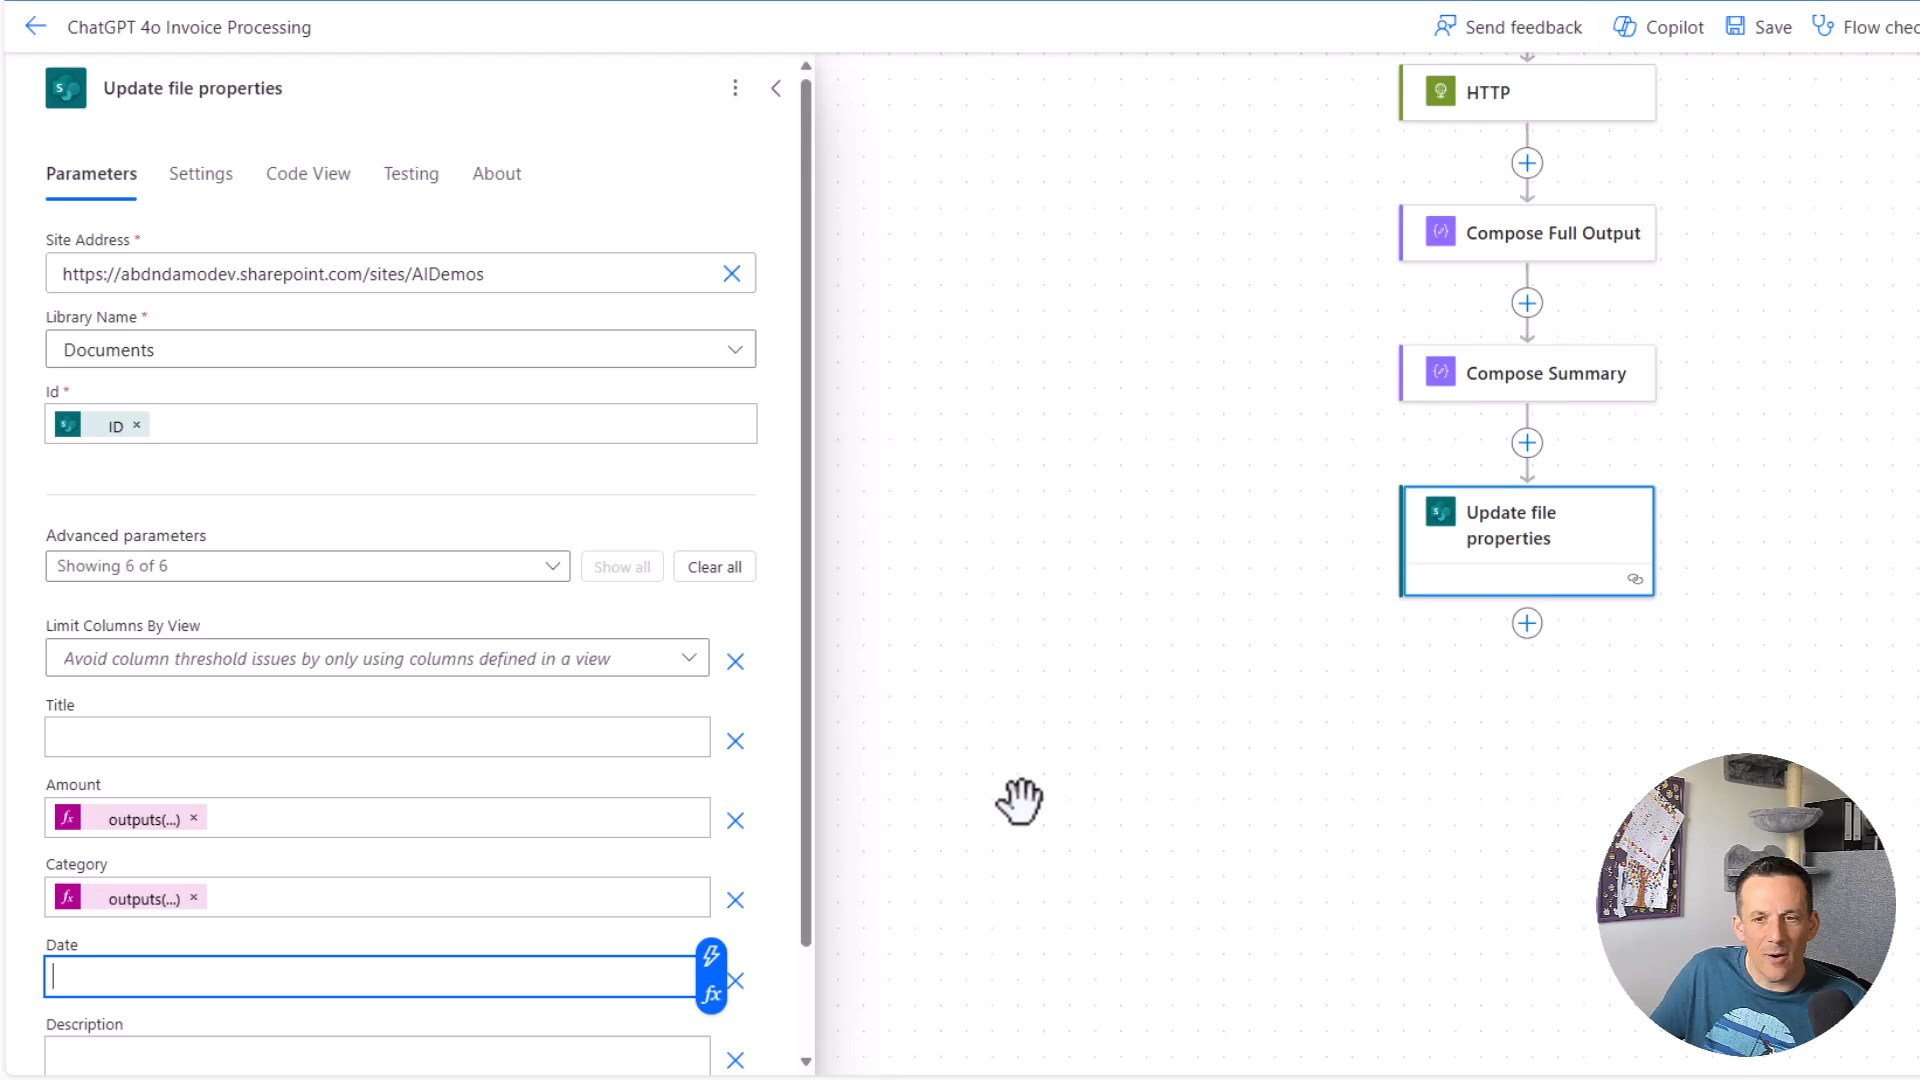 ChatGPT 4o Invoice Processing
Send feedback
Copilot
Save
Flow chec
Update file properties
Parameters
Settings
Code View
Testing
About
Site Address *
https://abdndamodev.sharepoint.com/sites/AIDemos
Library Name *
Documents
Id *
ID ×
Advanced parameters
Showing 6 of 6
Show all
Clear all
Limit Columns By View
Avoid column threshold issues by only using columns defined in a view
Title
Amount
fx outputs(...) ×
Category
fx outputs(...) ×
Date
fx
Description
HTTP
Compose Full Output
Compose Summary
Update file
properties